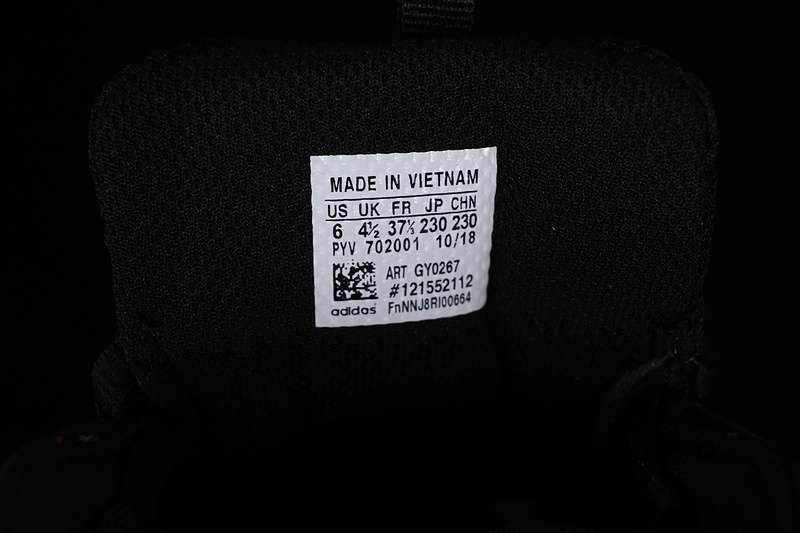 MADE IN VIETNAM
US UK FR JP CHN
6 4½ 37⅓ 230 230
PYV 702001 10/18
ART GY0267
#121552112
adidas FnNNJ8RI00664